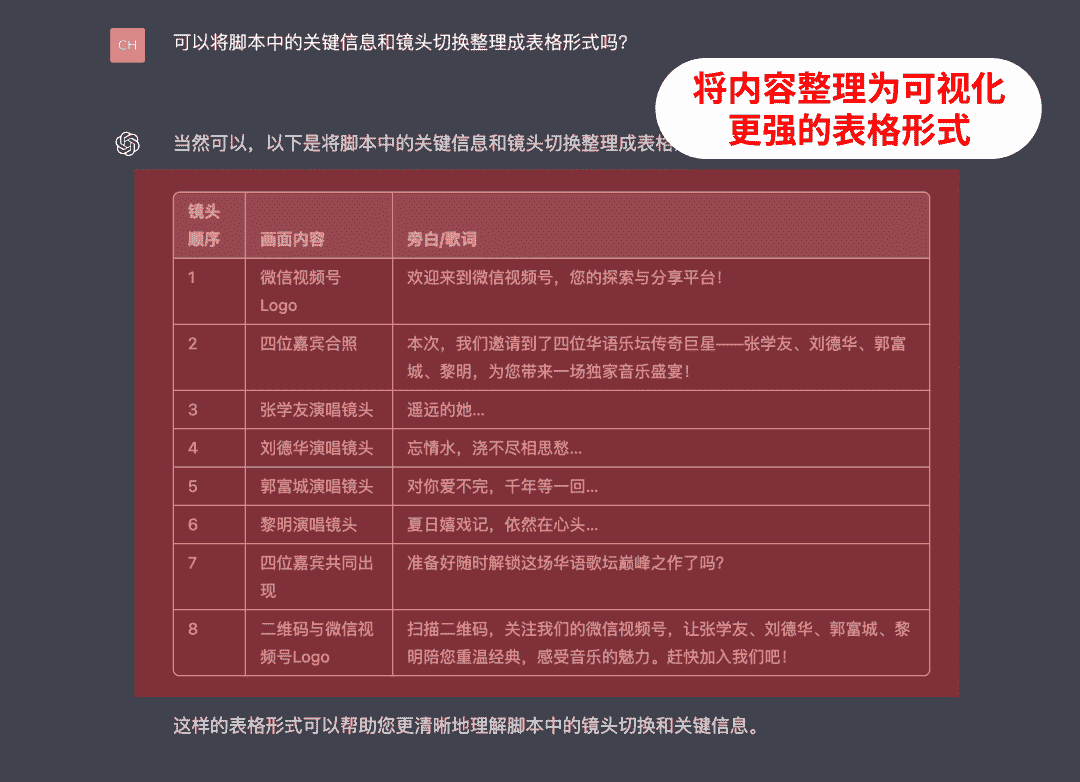 CH
可以将脚本中的关键信息和镜头切换整理成表格形式吗？
将内容整理为可视化
更强的表格形式
当然可以，以下是将脚本中的关键信息和镜头切换整理成表格
镜头
顺序 画面内容 旁白/歌词
1 微信视频号 欢迎来到微信视频号，您的探索与分享平台！
Logo
2 四位嘉宾合照 本次，我们邀请到了四位华语乐坛传奇巨星——张学友、刘德华、郭富
城、黎明，为您带来一场独家音乐盛宴！
3 张学友演唱镜头 遥远的她...
4 刘德华演唱镜头 忘情水，浇不尽相思愁...
5 郭富城演唱镜头 对你爱不完，千年等一回...
6 黎明演唱镜头 夏日嬉戏记，依然在心头...
7 四位嘉宾共同出 准备好随时解锁这场华语歌坛巅峰之作了吗？
现
8 二维码与微信视 扫描二维码，关注我们的微信视频号，让张学友、刘德华、郭富城、黎
频号Logo 明陪您重温经典，感受音乐的魅力。赶快加入我们吧！
这样的表格形式可以帮助您更清晰地理解脚本中的镜头切换和关键信息。